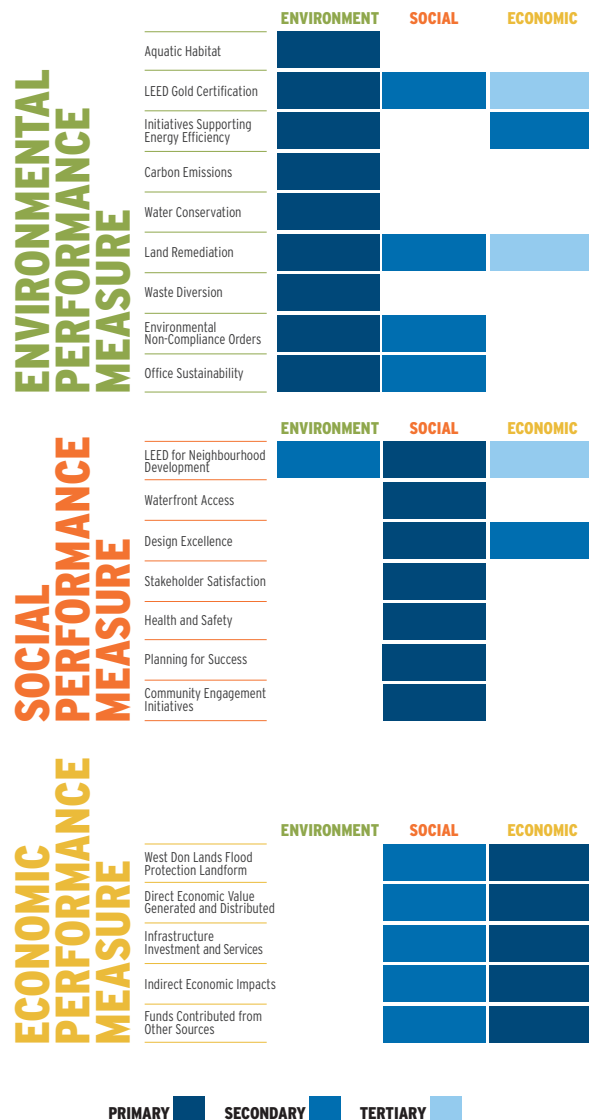 ENVIRONMENT SOCIAL ECONOMIC
ENVIRONMENTAL
PERFORMANCE
MEASURE
Aquatic Habitat
LEED Gold Certification
Initiatives Supporting
Energy Efficiency
Carbon Emissions
Water Conservation
Land Remediation
Waste Diversion
Environmental
Non-Compliance Orders
Office Sustainability
ENVIRONMENT SOCIAL ECONOMIC
SOCIAL
PERFORMANCE
MEASURE
LEED for Neighbourhood
Development
Waterfront Access
Design Excellence
Stakeholder Satisfaction
Health and Safety
Planning for Success
Community Engagement
Initiatives
ENVIRONMENT SOCIAL ECONOMIC
ECONOMIC
PERFORMANCE
MEASURE
West Don Lands Flood
Protection Landform
Direct Economic Value
Generated and Distributed
Infrastructure
Investment and Services
Indirect Economic Impacts
Funds Contributed from
Other Sources
PRIMARY SECONDARY TERTIARY